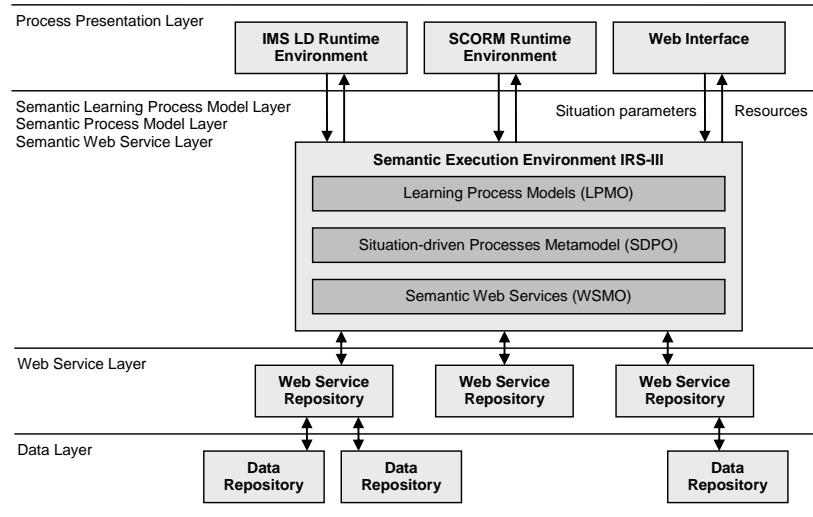 Process Presentation Layer
IMS LD Runtime
Environment
SCORM Runtime
Environment
Web Interface
Semantic Learning Process Model Layer
Semantic Process Model Layer
Semantic Web Service Layer
Situation parameters
Resources
Semantic Execution Environment IRS-III
Learning Process Models (LPMO)
Situation-driven Processes Metamodel (SDPO)
Semantic Web Services (WSMO)
Web Service Layer
Web Service
Repository
Web Service
Repository
Web Service
Repository
Data Layer
Data
Repository
Data
Repository
Data
Repository